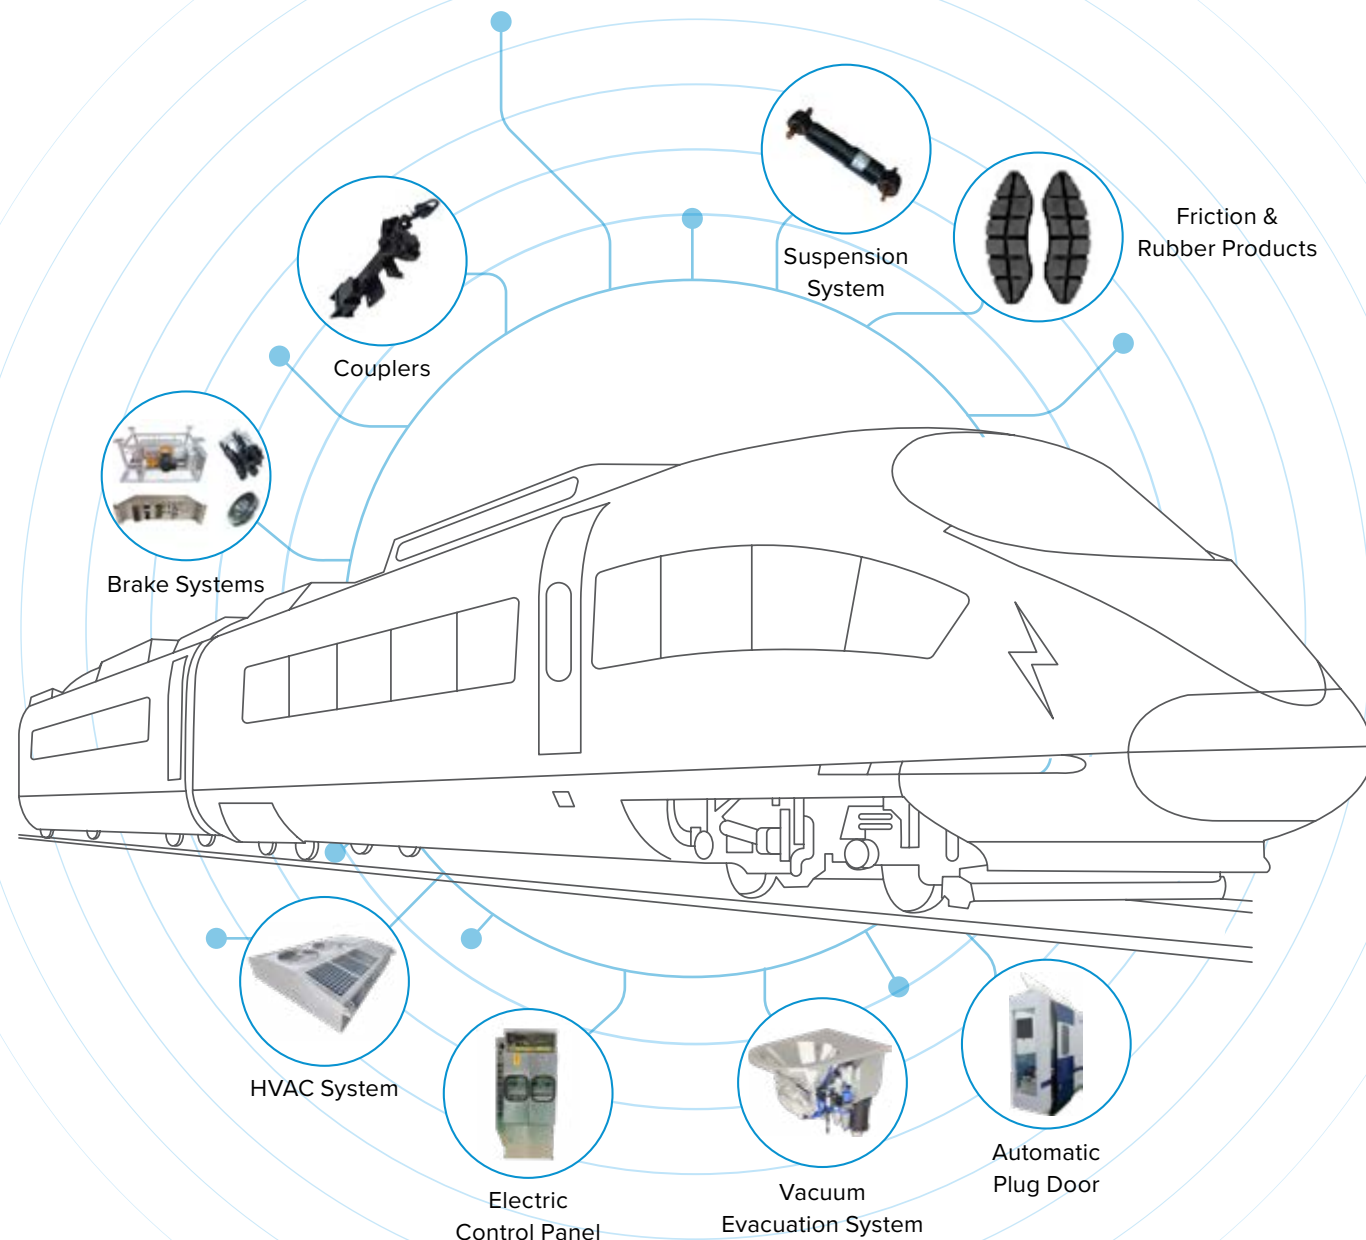 Suspension
System
Friction &
Rubber Products
Couplers
Brake Systems
HVAC System
Electric
Control Panel
Vacuum
Evacuation System
Automatic
Plug Door